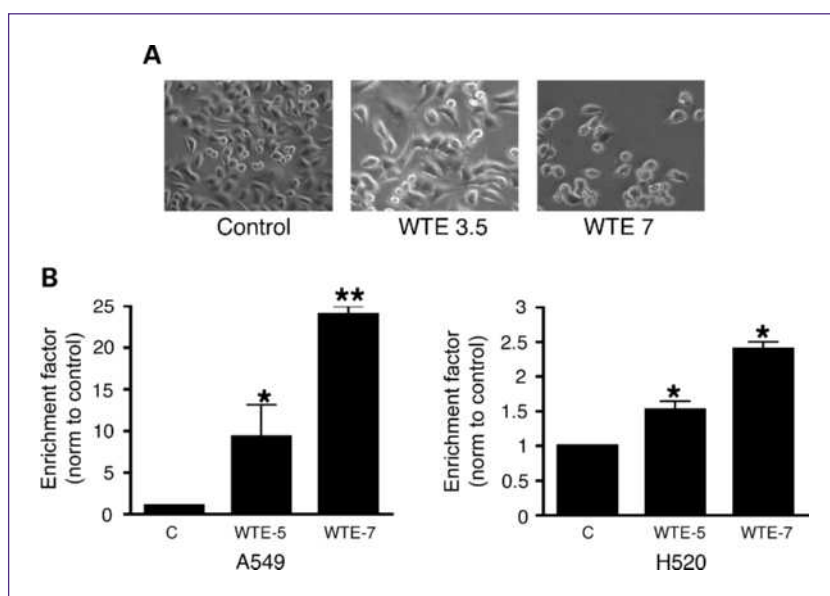 A
Control
WTE 3.5
WTE 7
B
Enrichment factor
(norm to control)
25
20
15
10
5
0
*
**
C
WTE-5
WTE-7
A549
Enrichment factor
(norm to control)
3
2.5
2
1.5
1
0.5
0
*
*
C
WTE-5
WTE-7
H520